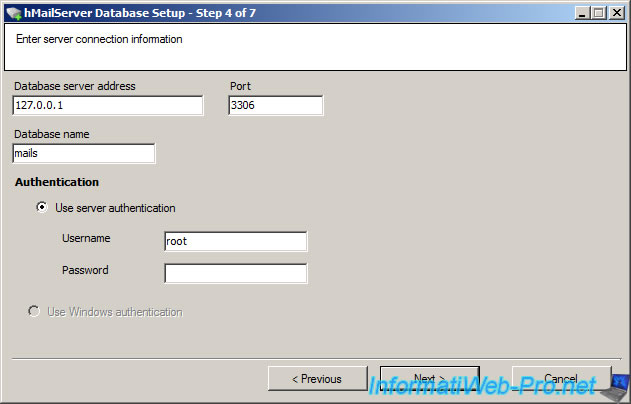 hMailServer Database Setup - Step 4 of 7
Enter server connection information
Database server address Port
127.0.0.1 3306
Database name
mails
Authentication
Use server authentication
Username root
Password
Use Windows authentication
< Previous Next > Cancel
InformatiWeb-Pro.net